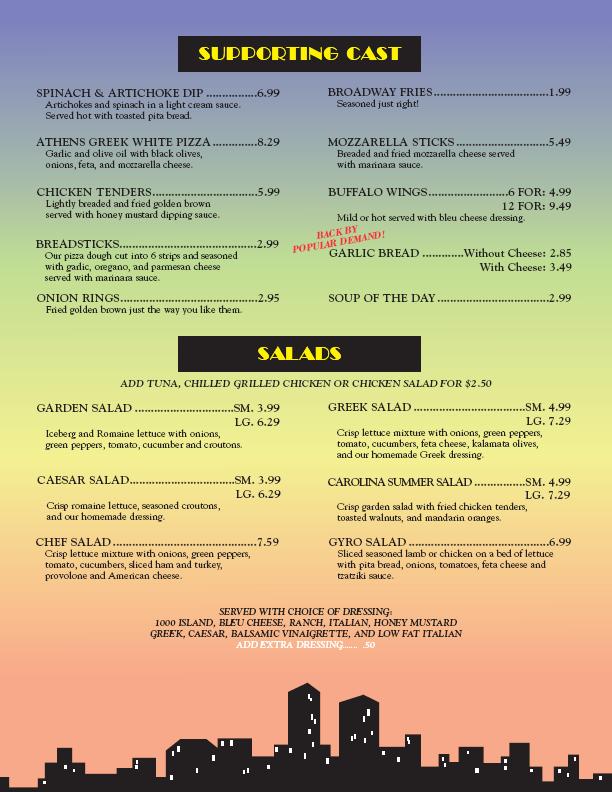 SUPPORTING CAST
SPINACH & ARTICHOKE DIP ................6.99
Artichokes and spinach in a light cream sauce.
Served hot with toasted pita bread.
ATHENS GREEK WHITE PIZZA .............8.29
Garlic and olive oil with black olives,
onions, feta, and mozzarella cheese.
CHICKEN TENDERS.................................5.99
Lightly breaded and fried golden brown
served with honey mustard dipping sauce.
BREADSTICKS...........................................2.99
Our pizza dough cut into 6 strips and seasoned
with garlic, oregano, and parmesan cheese
served with marinara sauce.
ONION RINGS...........................................2.95
Fried golden brown just the way you like them.
BROADWAY FRIES....................................1.99
Seasoned just right!
MOZZARELLA STICKS .............................5.49
Breaded and fried mozzarella cheese served
with marinara sauce.
BUFFALO WINGS.........................6 FOR: 4.99
12 FOR: 9.49
Mild or hot served with bleu cheese dressing.
BACK BY
POPULAR DEMAND!
GARLIC BREAD .............Without Cheese: 2.85
With Cheese: 3.49
SOUP OF THE DAY ...................................2.99
SALADS
ADD TUNA, CHILLED GRILLED CHICKEN OR CHICKEN SALAD FOR $2.50
GARDEN SALAD ...............................SM. 3.99
LG. 6.29
Iceberg and Romaine lettuce with onions,
green peppers, tomato, cucumber and croutons.
CAESAR SALAD.................................SM. 3.99
LG. 6.29
Crisp romaine lettuce, seasoned croutons,
and our homemade dressing.
CHEF SALAD .............................................7.59
Crisp lettuce mixture with onions, green peppers,
tomato, cucumbers, sliced ham and turkey,
provolone and American cheese.
GREEK SALAD ...................................SM. 4.99
LG. 7.29
Crisp lettuce mixture with onions, green peppers,
tomato, cucumbers, feta cheese, kalamata olives,
and our homemade Greek dressing.
CAROLINA SUMMER SALAD ................SM. 4.99
LG. 7.29
Crisp garden salad with fried chicken tenders,
toasted walnuts, and mandarin oranges.
GYRO SALAD ............................................6.99
Sliced seasoned lamb or chicken on a bed of lettuce
with pita bread, onions, tomatoes, feta cheese and
tzatziki sauce.
SERVED WITH CHOICE OF DRESSING:
1000 ISLAND, BLEU CHEESE, RANCH, ITALIAN, HONEY MUSTARD
GREEK, CAESAR, BALSAMIC VINAIGRETTE, AND LOW FAT ITALIAN
ADD EXTRA DRESSING...... .50